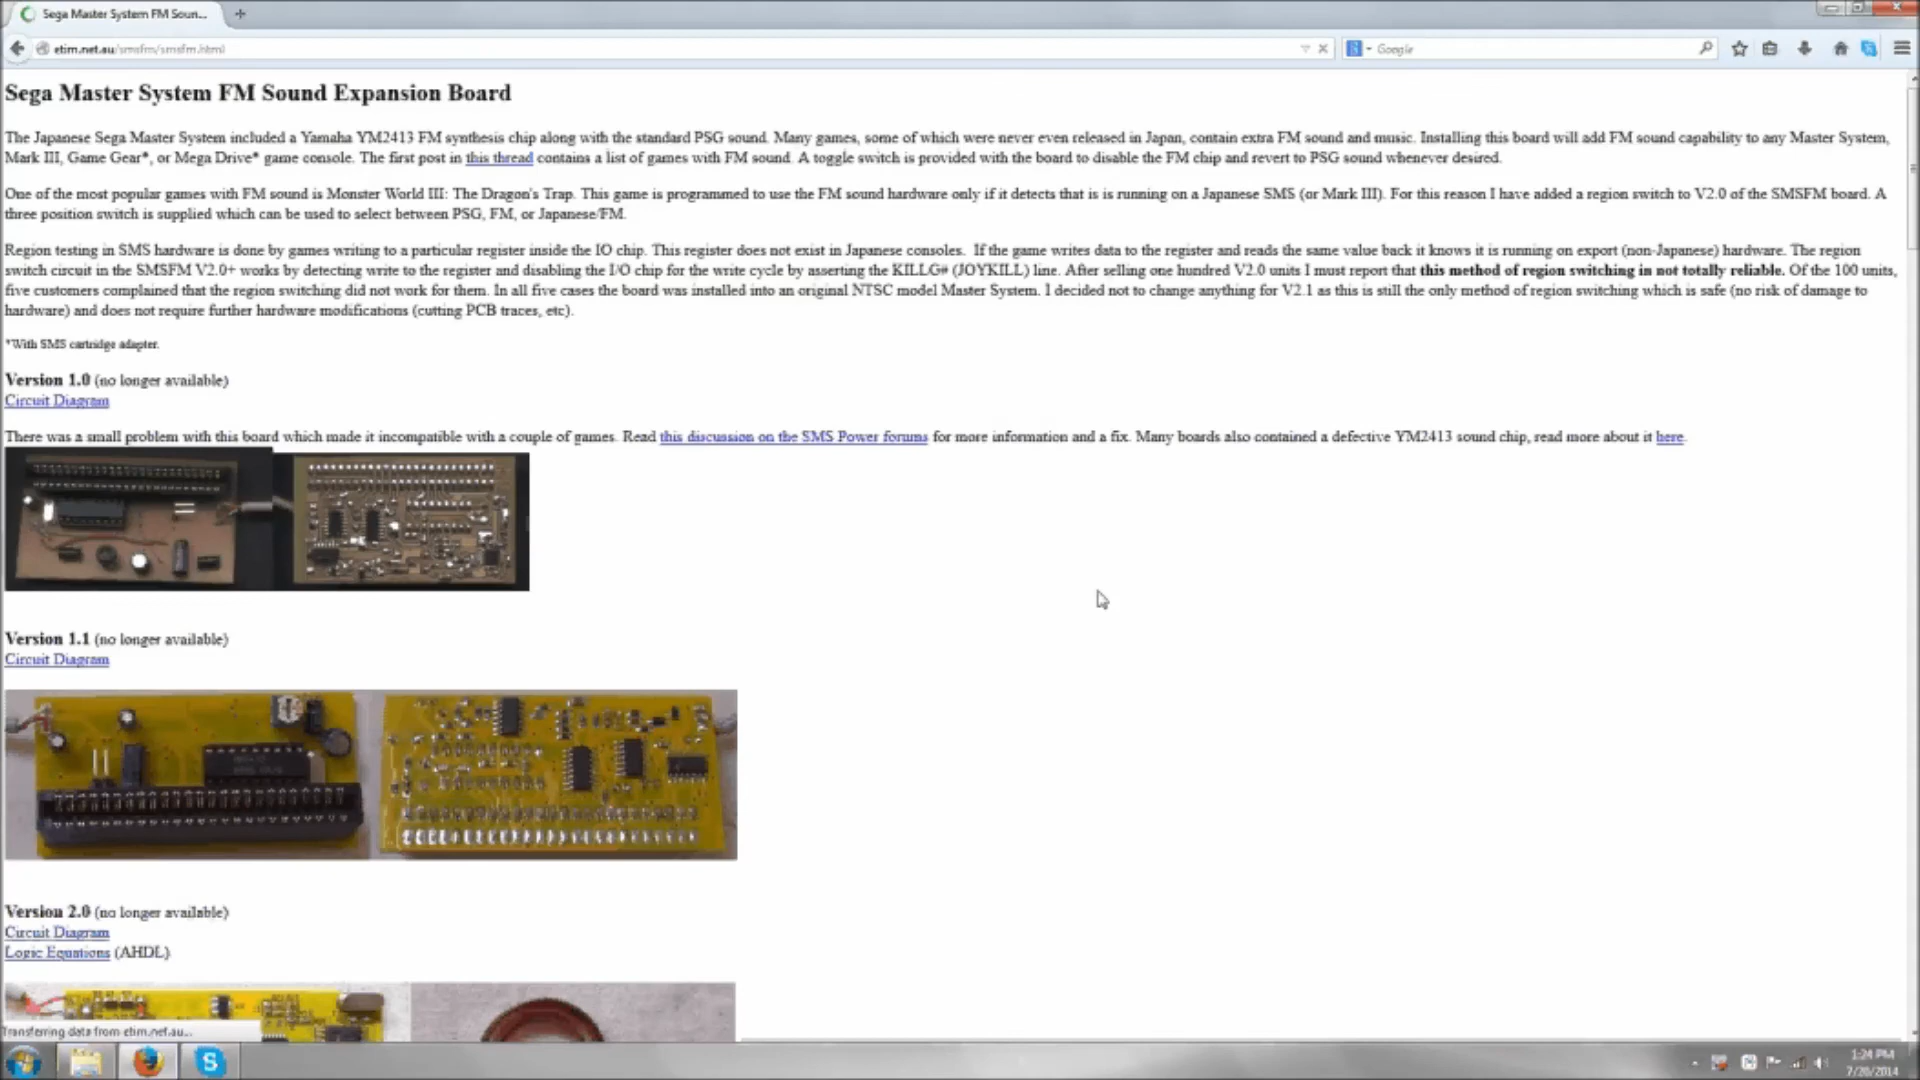 Sega Master System FM Soun...
etim.net.au/smsfm/smsfm.html
Google
Sega Master System FM Sound Expansion Board
The Japanese Sega Master System included a Yamaha YM2413 FM synthesis chip along with the standard PSG sound. Many games, some of which were never even released in Japan, contain extra FM sound and music. Installing this board will add FM sound capability to any Master System,
Mark III, Game Gear*, or Mega Drive* game console. The first post in this thread contains a list of games with FM sound. A toggle switch is provided with the board to disable the FM chip and revert to PSG sound whenever desired.
One of the most popular games with FM sound is Monster World III: The Dragon's Trap. This game is programmed to use the FM sound hardware only if it detects that is is running on a Japanese SMS (or Mark III). For this reason I have added a region switch to V2.0 of the SMSFM board. A
three position switch is supplied which can be used to select between PSG, FM, or Japanese/FM.
Region testing in SMS hardware is done by games writing to a particular register inside the IO chip. This register does not exist in Japanese consoles. If the game writes data to the register and reads the same value back it knows it is running on export (non-Japanese) hardware. The region
switch circuit in the SMSFM V2.0+ works by detecting write to the register and disabling the I/O chip for the write cycle by asserting the KILLG# (JOYKILL) line. After selling one hundred V2.0 units I must report that this method of region switching in not totally reliable. Of the 100 units,
five customers complained that the region switching did not work for them. In all five cases the board was installed into an original NTSC model Master System. I decided not to change anything for V2.1 as this is still the only method of region switching which is safe (no risk of damage to
hardware) and does not require further hardware modifications (cutting PCB traces, etc).
*With SMS cartridge adapter.
Version 1.0 (no longer available)
Circuit Diagram
There was a small problem with this board which made it incompatible with a couple of games. Read this discussion on the SMS Power forums for more information and a fix. Many boards also contained a defective YM2413 sound chip, read more about it here.
Version 1.1 (no longer available)
Circuit Diagram
Version 2.0 (no longer available)
Circuit Diagram
Logic Equations (AHDL)
Transferring data from etim.net.au...
1:24 PM
7/20/2014